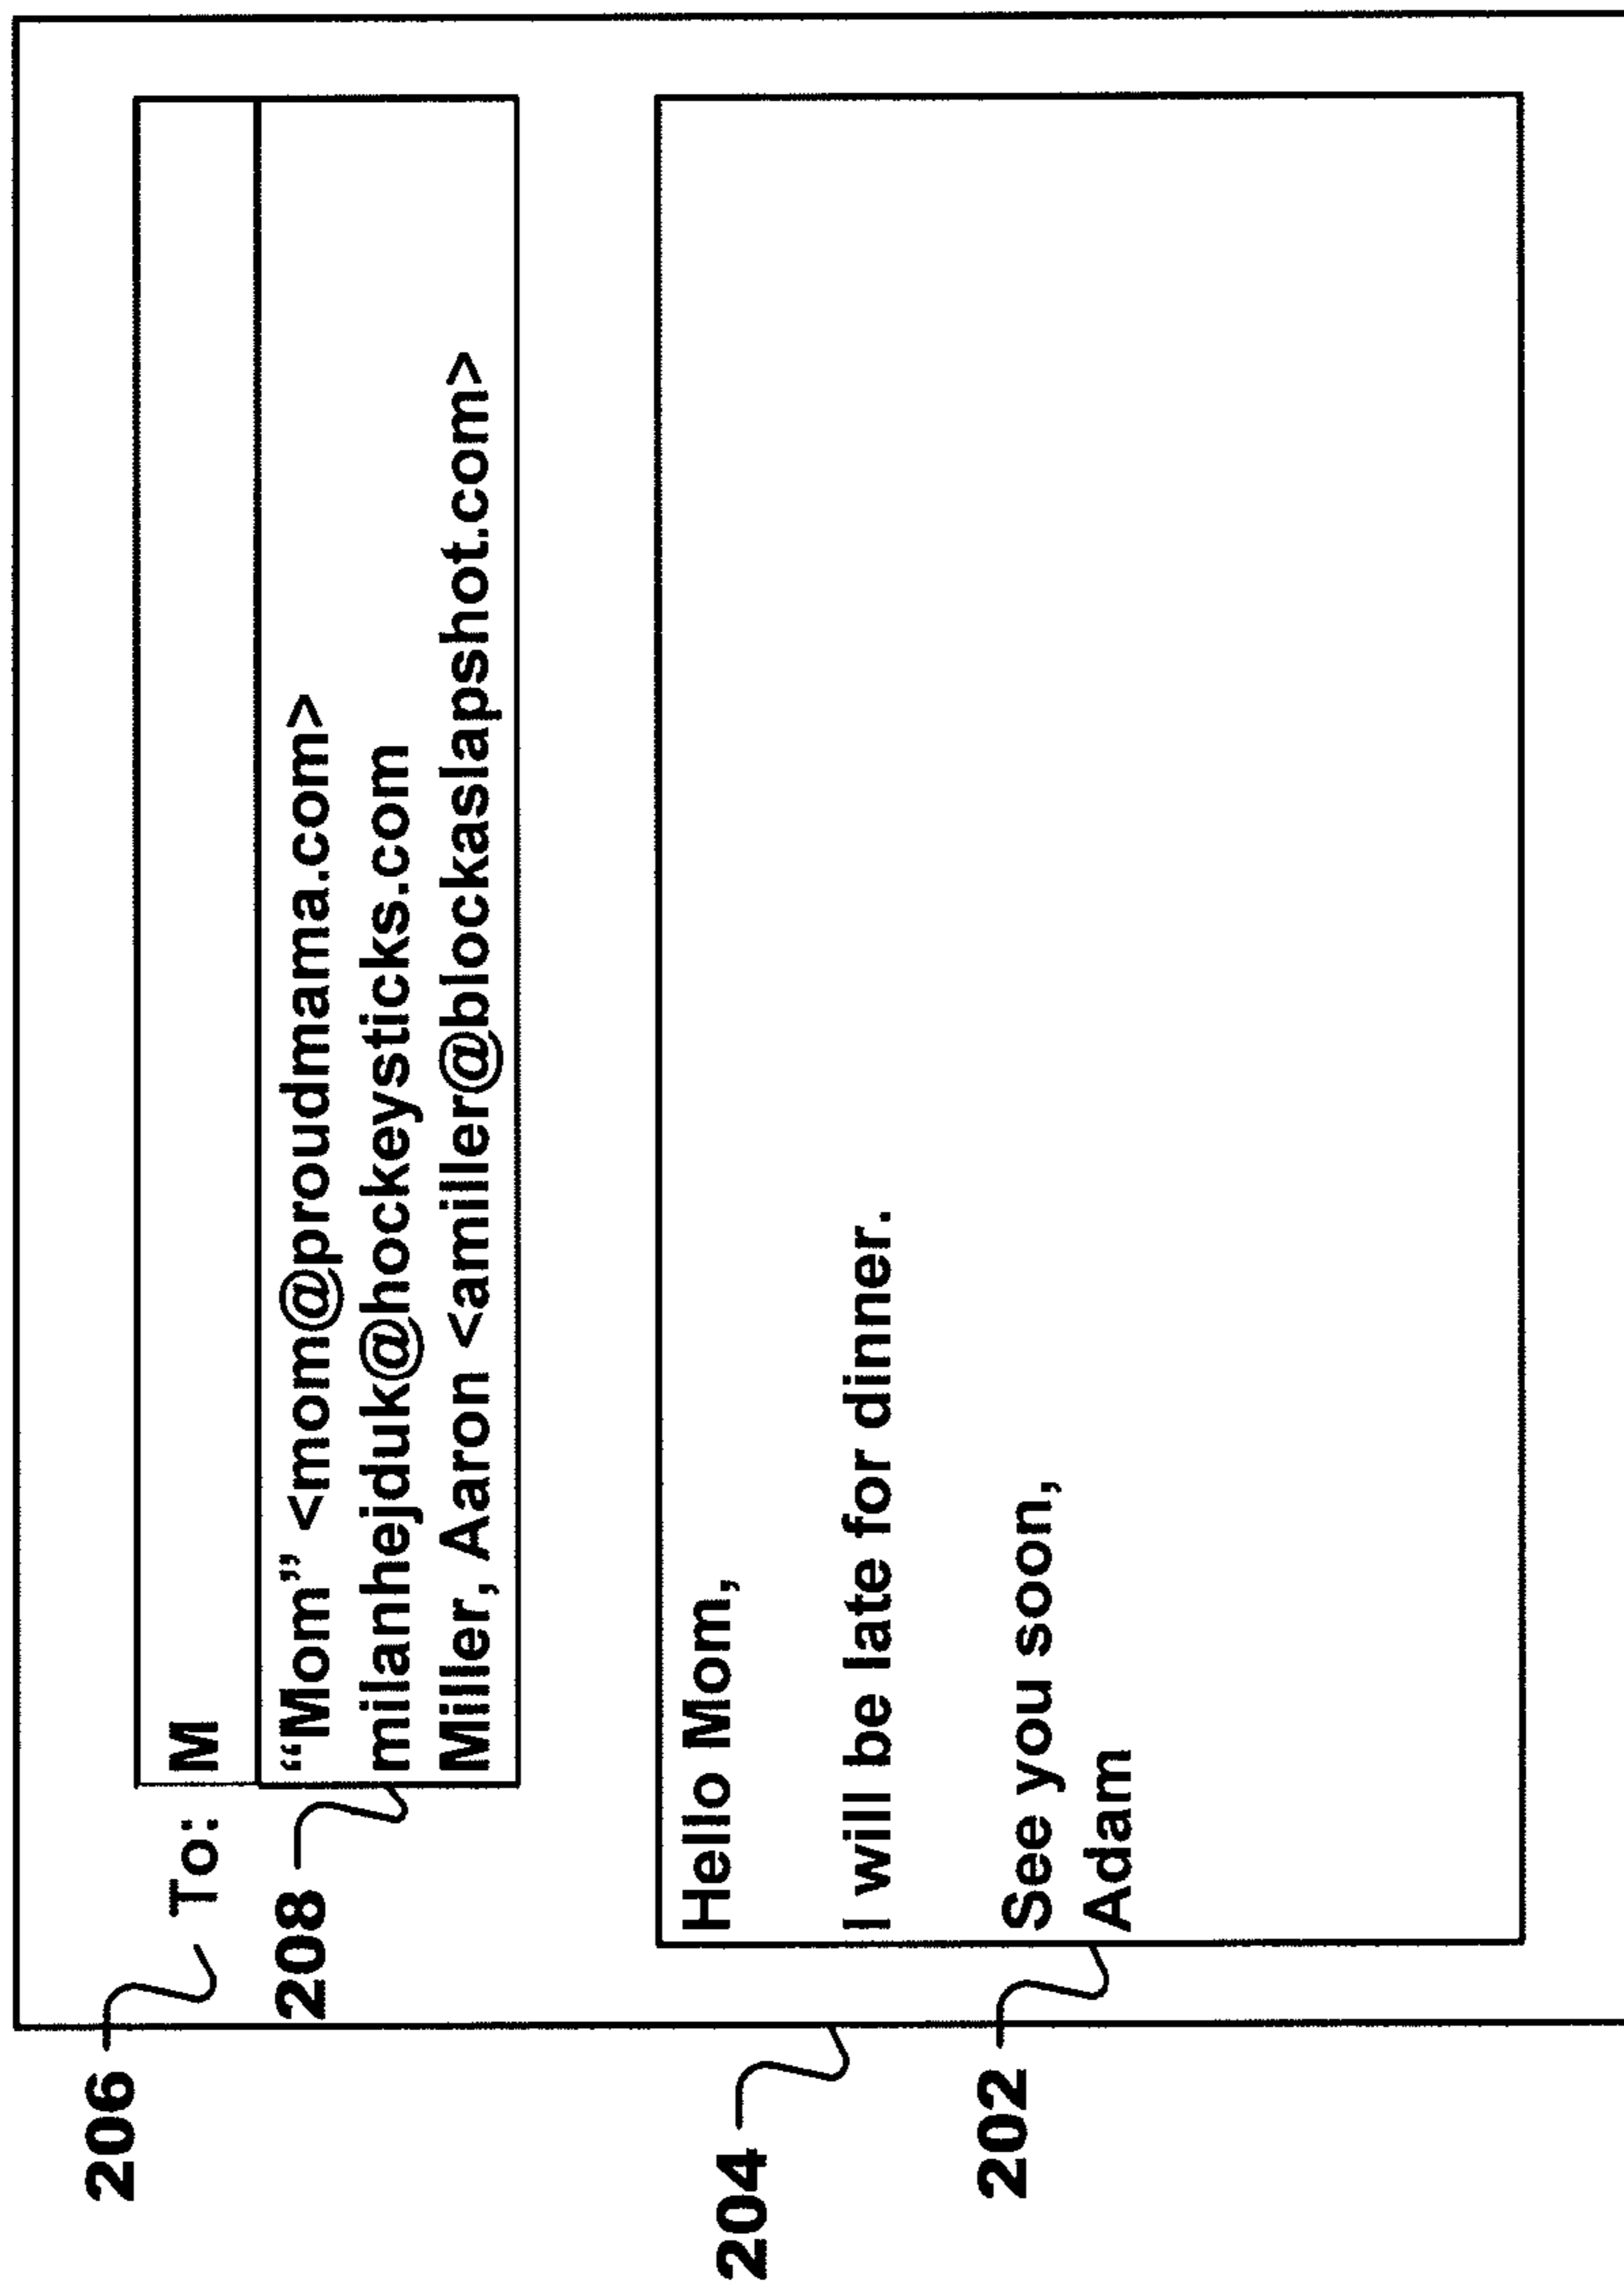 206
To: M
208
“Mom” <mom@proudmama.com>
milanhejduk@hockeysticks.com
Miller, Aaron <amiller@blockaslapshot.com>
204
Hello Mom,
I will be late for dinner.
202
See you soon,
Adam